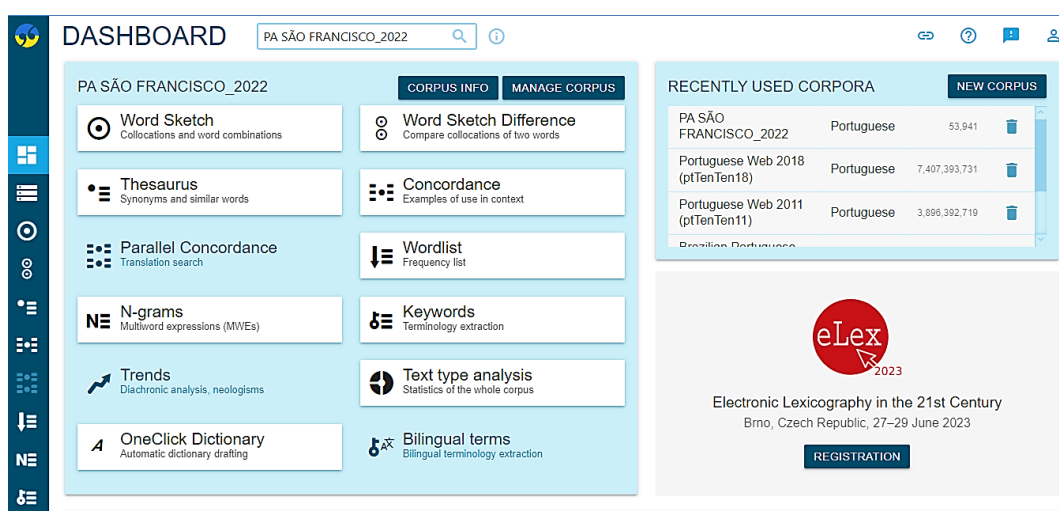 DASHBOARD
PA SÃO FRANCISCO_2022
PA SÃO FRANCISCO_2022
CORPUS INFO
MANAGE CORPUS
Word Sketch
Collocations and word combinations
Word Sketch Difference
Compare collocations of two words
Thesaurus
Synonyms and similar words
Concordance
Examples of use in context
Parallel Concordance
Translation search
Wordlist
Frequency list
N-grams
Multiword expressions (MWEs)
Keywords
Terminology extraction
Trends
Diachronic analysis, neologisms
Text type analysis
Statistics of the whole corpus
OneClick Dictionary
Automatic dictionary drafting
Bilingual terms
Bilingual terminology extraction
RECENTLY USED CORPORA
NEW CORPUS
PA SÃO
FRANCISCO_2022
Portuguese
53,941
Portuguese Web 2018
(ptTenTen18)
Portuguese
7,407,393,731
Portuguese Web 2011
(ptTenTen11)
Portuguese
3,896,392,719
Brazilian Portuguese
eLex
2023
Electronic Lexicography in the 21st Century
Brno, Czech Republic, 27–29 June 2023
REGISTRATION